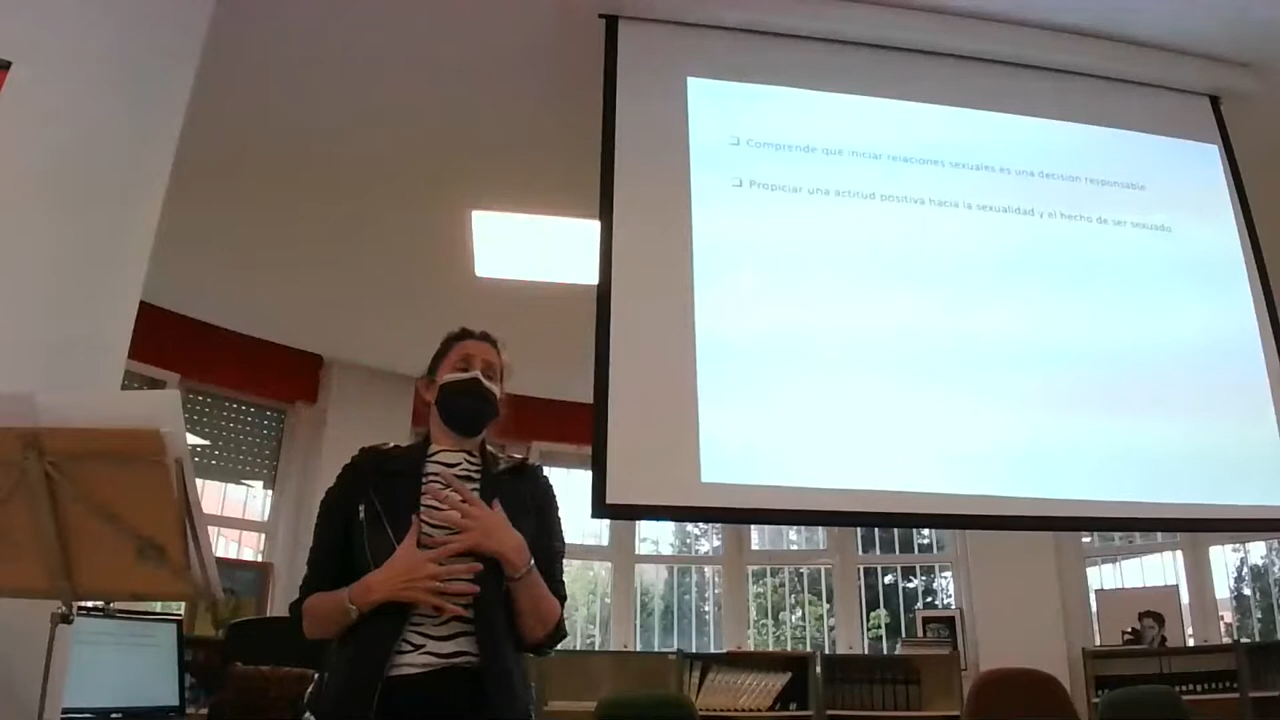 ❑ Comprende que iniciar relaciones sexuales es una decisión responsable
❑ Propiciar una actitud positiva hacia la sexualidad y el hecho de ser sexuado.